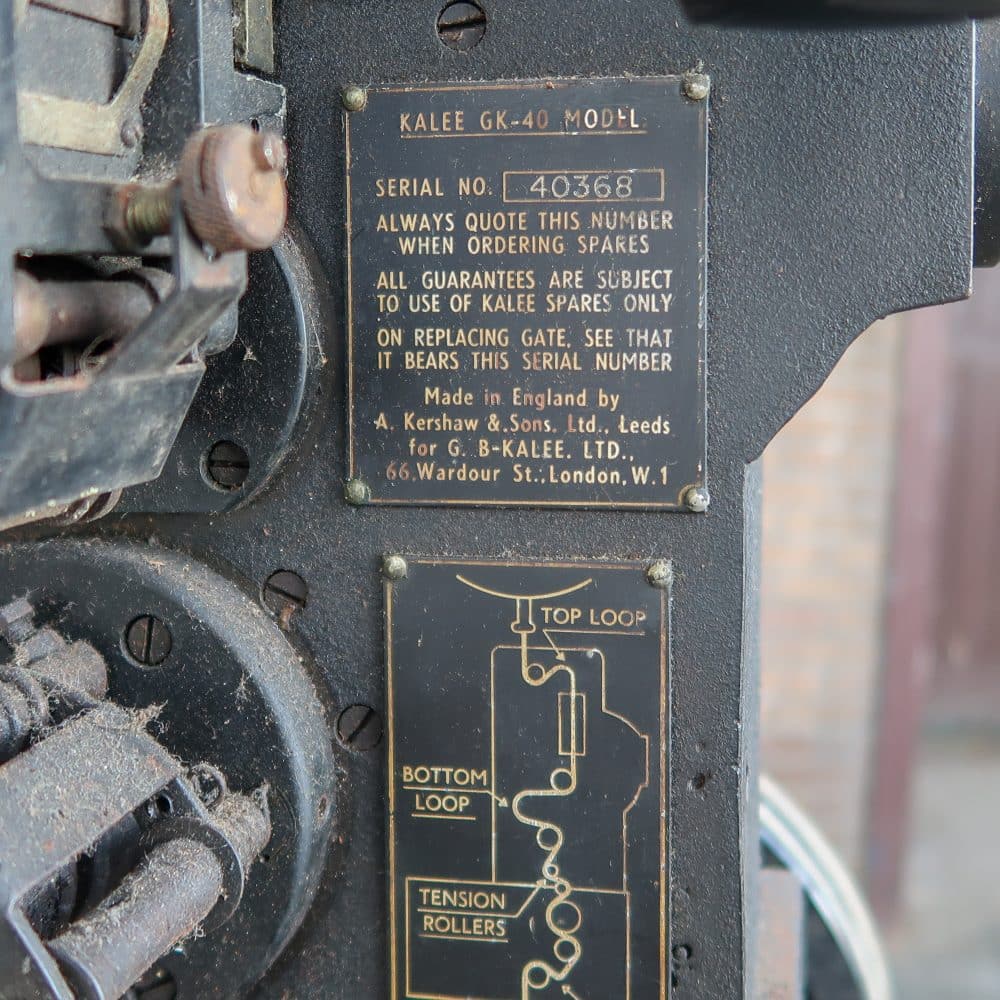 KALEE GK-40 MODEL
SERIAL NO. 40368
ALWAYS QUOTE THIS NUMBER
WHEN ORDERING SPARES
ALL GUARANTEES ARE SUBJECT
TO USE OF KALEE SPARES ONLY
ON REPLACING GATE, SEE THAT
IT BEARS THIS SERIAL NUMBER
Made in England by
A. Kershaw & Sons. Ltd., Leeds
for G. B-KALEE. LTD.,
66, Wardour St., London, W.1
TOP LOOP
BOTTOM
LOOP
TENSION
ROLLERS